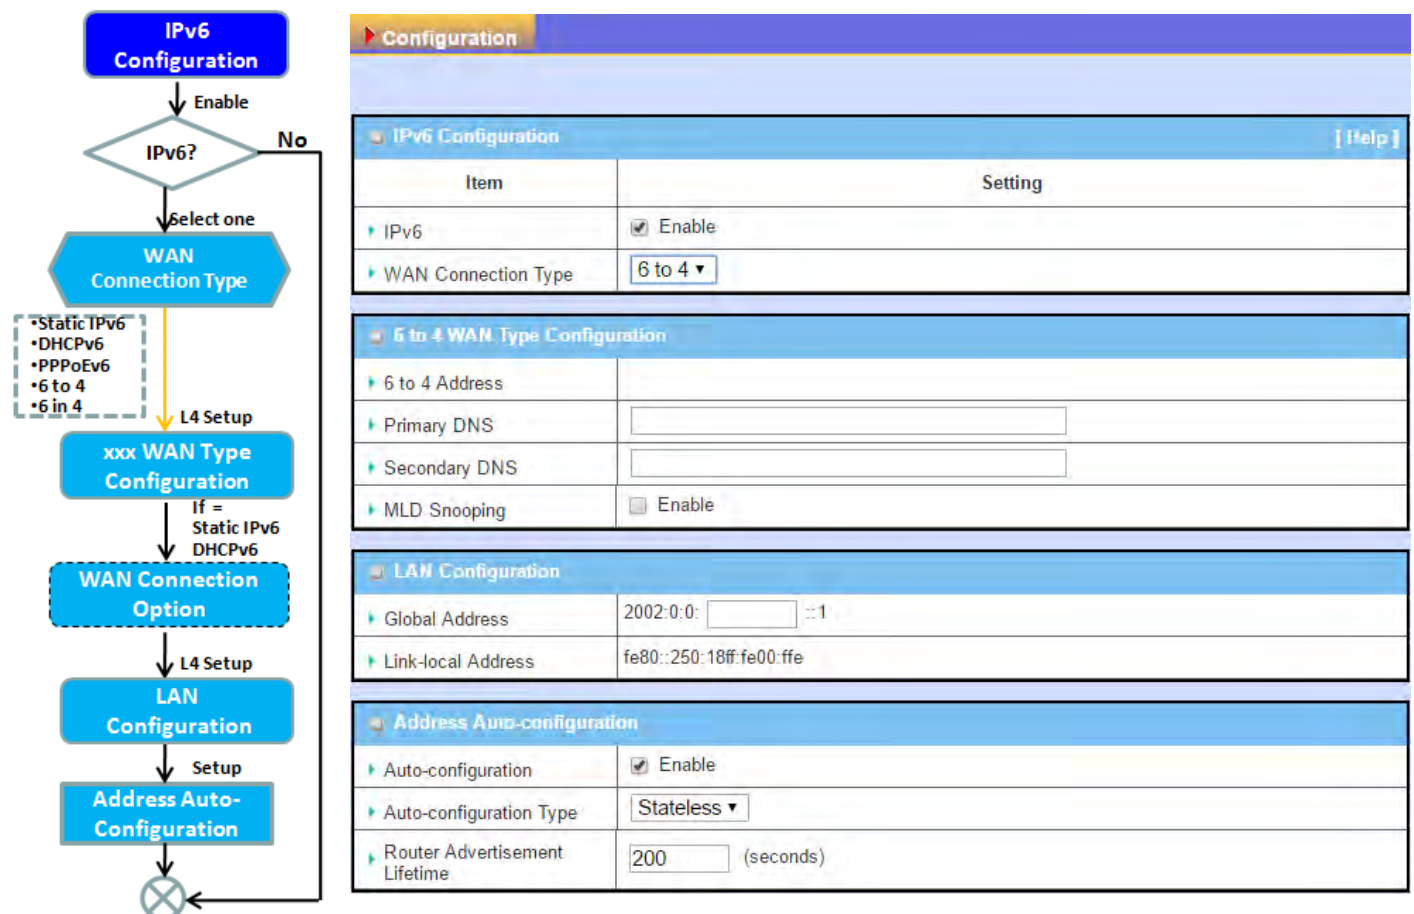 IPv6
Configuration
Enable
IPv6?
No
Select one
WAN
Connection Type
•Static IPv6
•DHCPv6
•PPPoEv6
•6 to 4
•6 in 4
L4 Setup
xxx WAN Type
Configuration
If =
Static IPv6
DHCPv6
WAN Connection
Option
L4 Setup
LAN
Configuration
Setup
Address Auto-
Configuration
Configuration
IPv6 Configuration [ Help ]
Item Setting
IPv6 Enable
WAN Connection Type 6 to 4
6 to 4 WAN Type Configuration
6 to 4 Address
Primary DNS
Secondary DNS
MLD Snooping Enable
LAN Configuration
Global Address 2002:0:0: ::1
Link-local Address fe80::250:18ff:fe00:ffe
Address Auto-configuration
Auto-configuration Enable
Auto-configuration Type Stateless
Router Advertisement
Lifetime 200 (seconds)